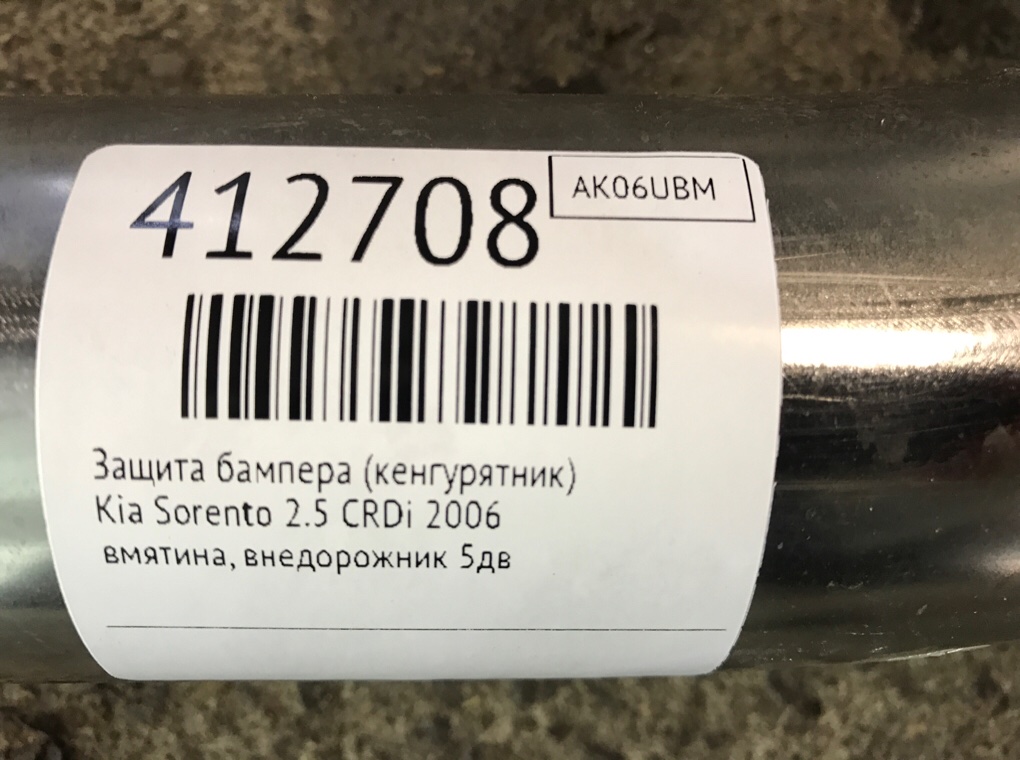 412708
AK06UBM
Защита бампера (кенгурятник)
Kia Sorento 2.5 CRDi 2006
вмятина, внедорожник 5дв